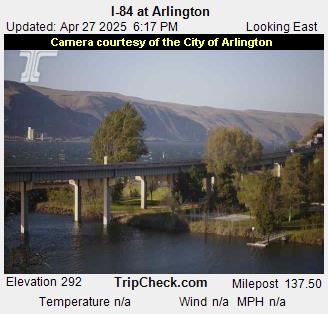 I-84 at Arlington
Updated: Apr 27 2025 6:17 PM Looking East
Camera courtesy of the City of Arlington
Elevation 292 TripCheck.com Milepost 137.50
Temperature n/a Wind n/a MPH n/a